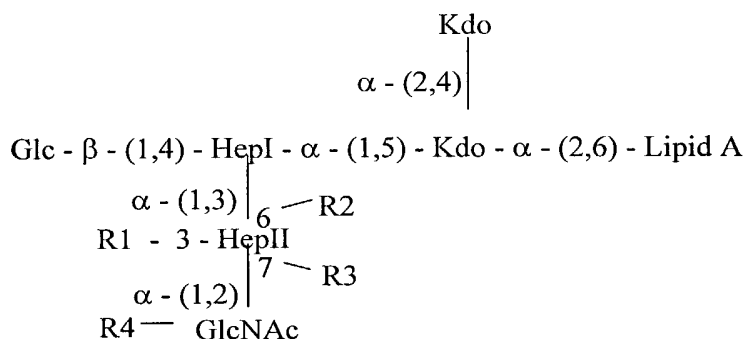 Kdo
α - (2,4)
Glc - β - (1,4) - HepI - α - (1,5) - Kdo - α - (2,6) - Lipid A
α - (1,3)
6
R2
R1 - 3 - HepII
7
R3
α - (1,2)
R4
GlcNAc